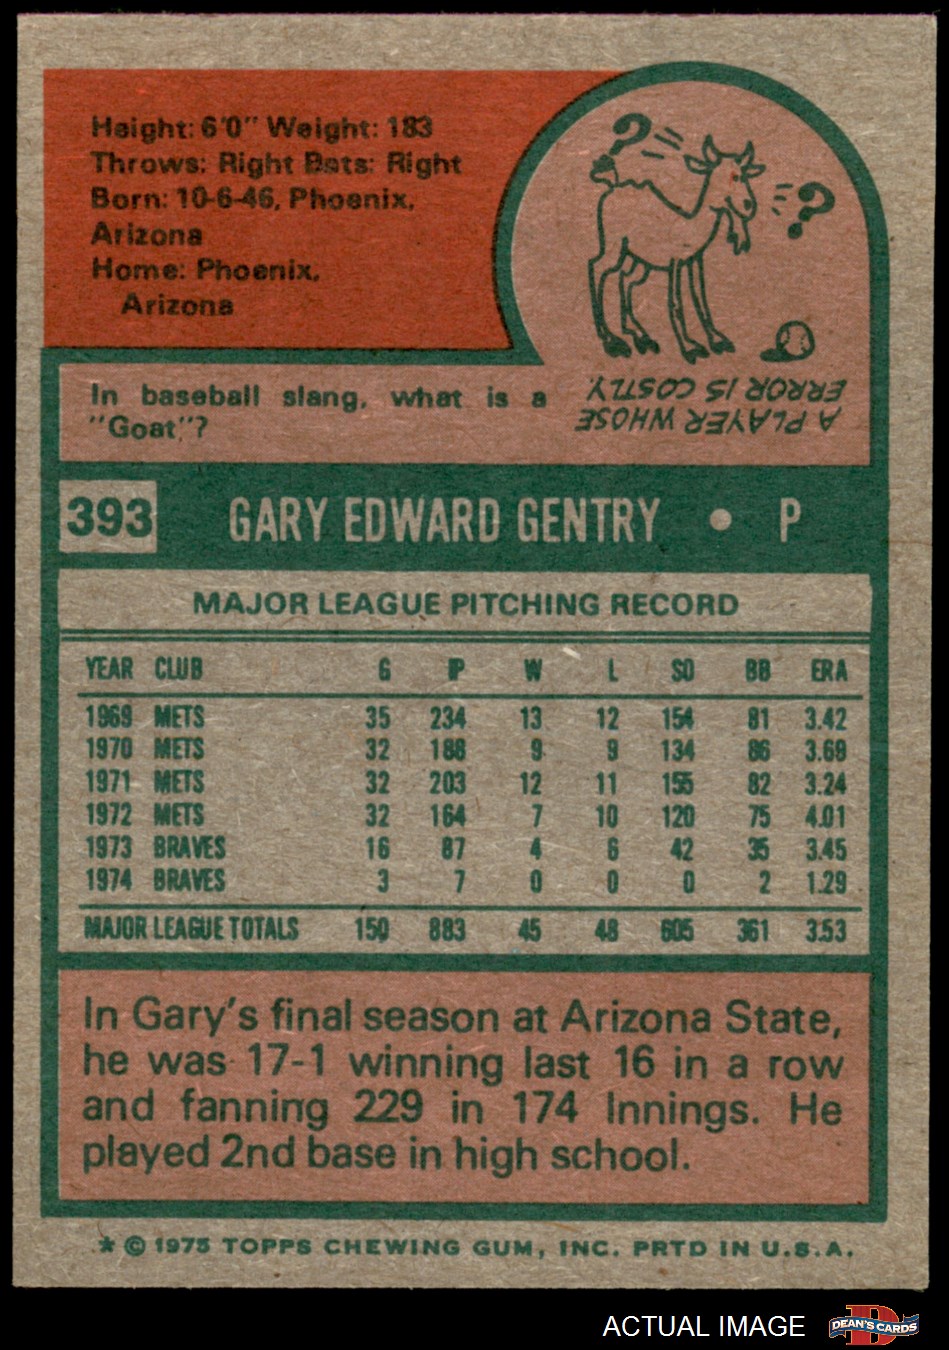 Height: 6'0" Weight: 183
Throws: Right Bats: Right
Born: 10-6-46, Phoenix,
Arizona
Home: Phoenix,
Arizona
? ?
In baseball slang, what is a
"Goat"?
A PLAYER WHOSE
ERROR IS COSTLY.
393 GARY EDWARD GENTRY • P
MAJOR LEAGUE PITCHING RECORD
YEAR CLUB G IP W L SO BB ERA
1969 METS 35 234 13 12 154 81 3.42
1970 METS 32 188 9 9 134 86 3.69
1971 METS 32 203 12 11 155 82 3.24
1972 METS 32 164 7 10 120 75 4.01
1973 BRAVES 16 87 4 6 42 35 3.45
1974 BRAVES 3 7 0 0 0 2 1.29
MAJOR LEAGUE TOTALS 150 883 45 48 605 361 3.53
In Gary's final season at Arizona State,
he was 17-1 winning last 16 in a row
and fanning 229 in 174 Innings. He
played 2nd base in high school.
* © 1975 TOPPS CHEWING GUM, INC. PRTD IN U.S.A.
ACTUAL IMAGE DEAN'S CARDS